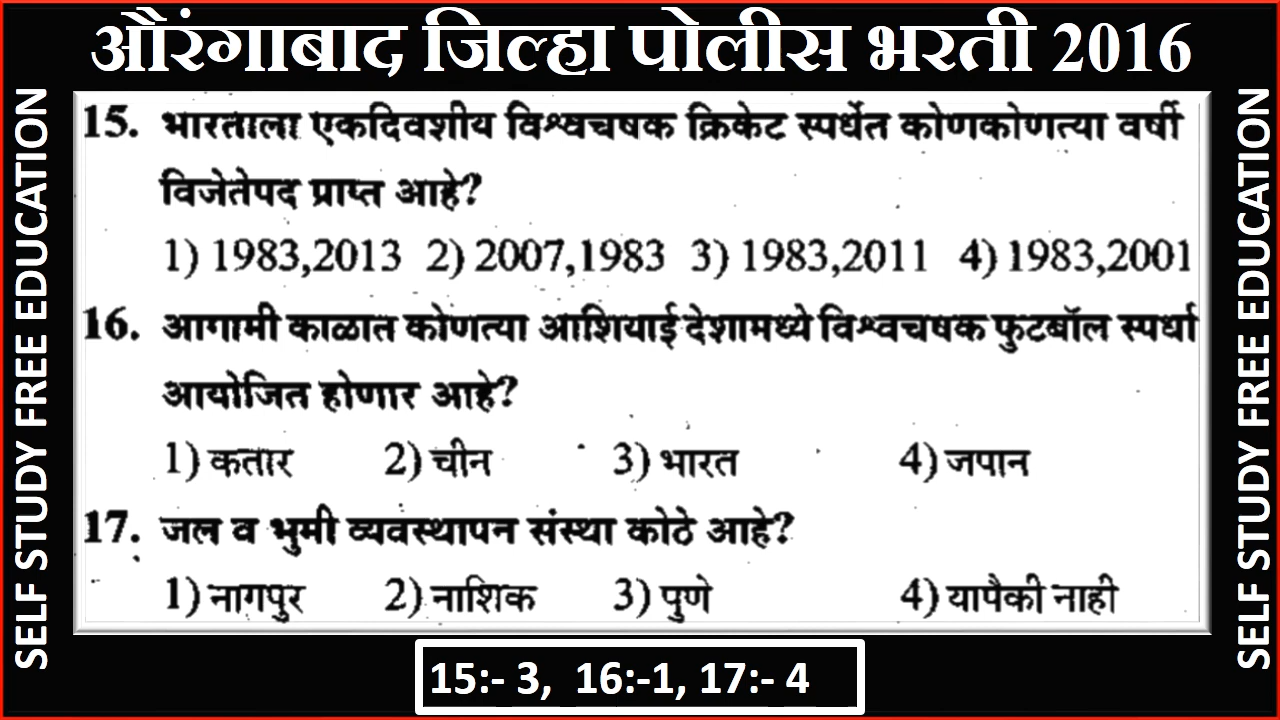 औरंगाबाद जिल्हा पोलीस भरती 2016
SELF STUDY FREE EDUCATION
15. भारताला एकदिवशीय विश्वचषक क्रिकेट स्पर्धेत कोणकोणत्या वर्षी
विजेतेपद प्राप्त आहे?
1) 1983,2013 2) 2007,1983 3) 1983,2011 4) 1983,2001
16. आगामी काळात कोणत्या आशियाई देशामध्ये विश्वचषक फुटबॉल स्पर्धा
आयोजित होणार आहे?
1) कतार 2) चीन 3) भारत 4) जपान
17. जल व भुमी व्यवस्थापन संस्था कोठे आहे?
1) नागपुर 2) नाशिक 3) पुणे 4) यापैकी नाही
SELF STUDY FREE EDUCATION
15:- 3, 16:-1, 17:- 4